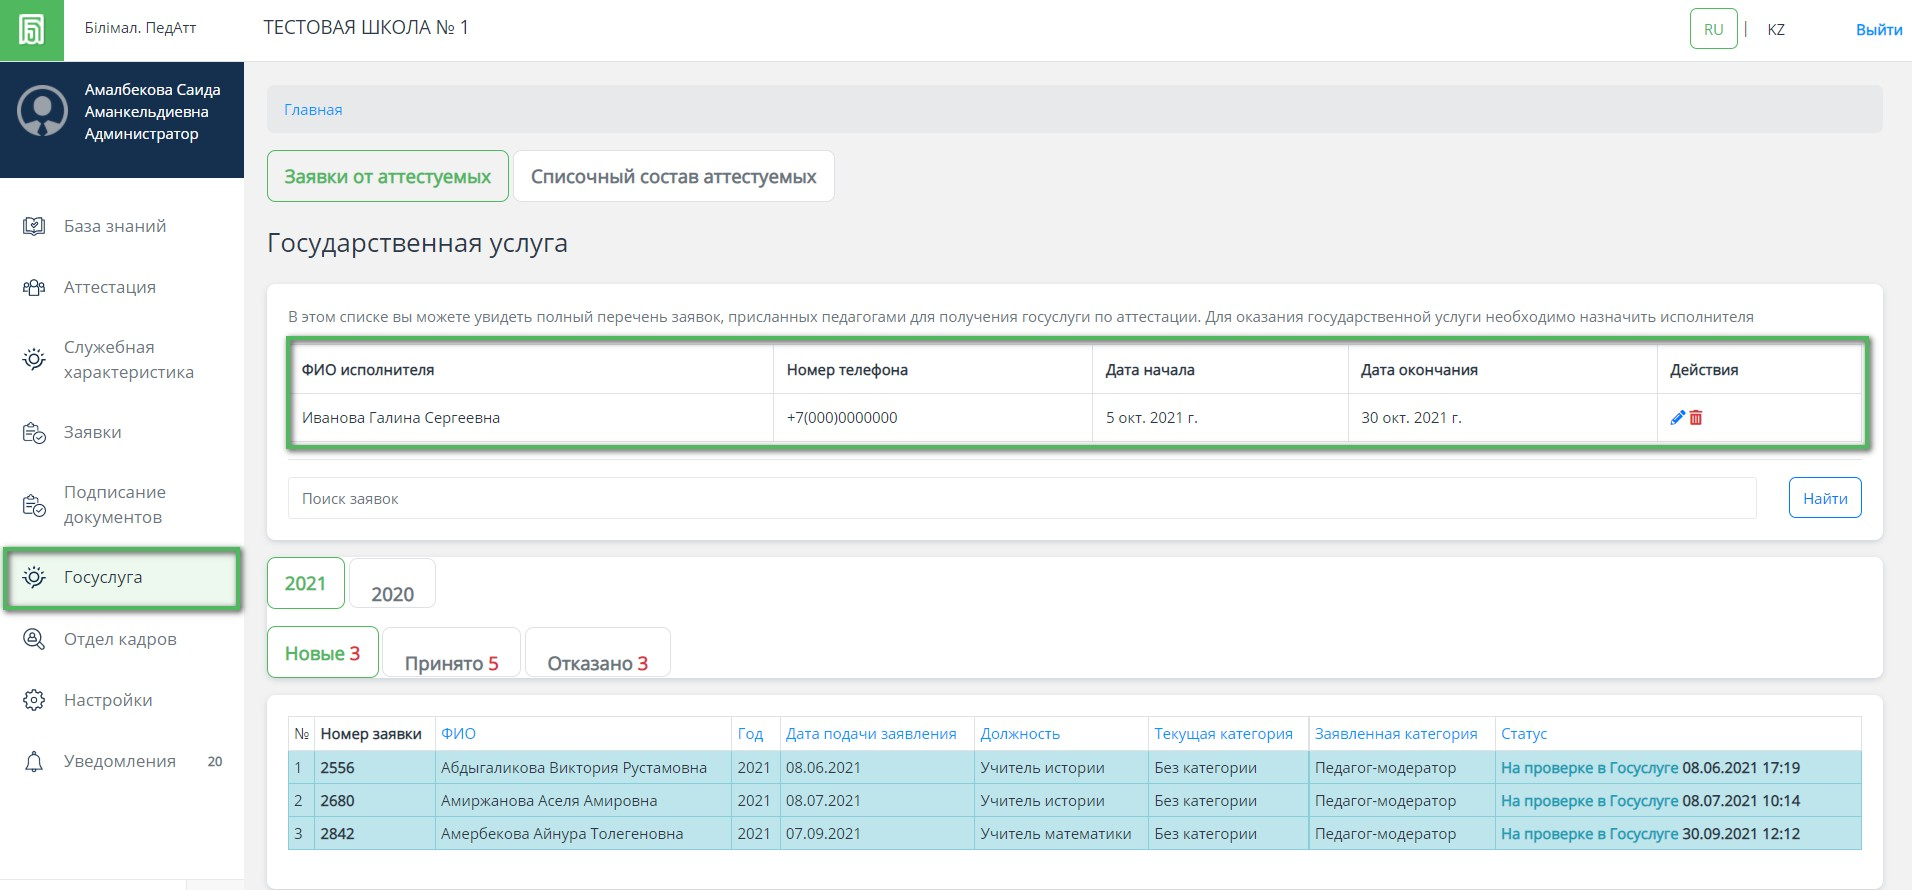 Білімал. ПедАтт
ТЕСТОВАЯ ШКОЛА № 1
RU | KZ
Выйти
Амалбекова Саида
Аманкельдиевна
Администратор
База знаний
Аттестация
Служебная
характеристика
Заявки
Подписание
документов
Госуслуга
Отдел кадров
Настройки
Уведомления 20
Главная
Заявки от аттестуемых
Списочный состав аттестуемых
Государственная услуга
В этом списке вы можете увидеть полный перечень заявок, присланных педагогами для получения госуслуги по аттестации. Для оказания государственной услуги необходимо назначить исполнителя
ФИО исполнителя Номер телефона Дата начала Дата окончания Действия
Иванова Галина Сергеевна +7(000)0000000 5 окт. 2021 г. 30 окт. 2021 г.
Поиск заявок Найти
2021 2020
Новые 3 Принято 5 Отказано 3
№ Номер заявки ФИО Год Дата подачи заявления Должность Текущая категория Заявленная категория Статус
1 2556 Абдыгаликова Виктория Рустамовна 2021 08.06.2021 Учитель истории Без категории Педагог-модератор На проверке в Госуслуге 08.06.2021 17:19
2 2680 Амиржанова Аселя Амировна 2021 08.07.2021 Учитель истории Без категории Педагог-модератор На проверке в Госуслуге 08.07.2021 10:14
3 2842 Амербекова Айнура Толегеновна 2021 07.09.2021 Учитель математики Без категории Педагог-модератор На проверке в Госуслуге 30.09.2021 12:12